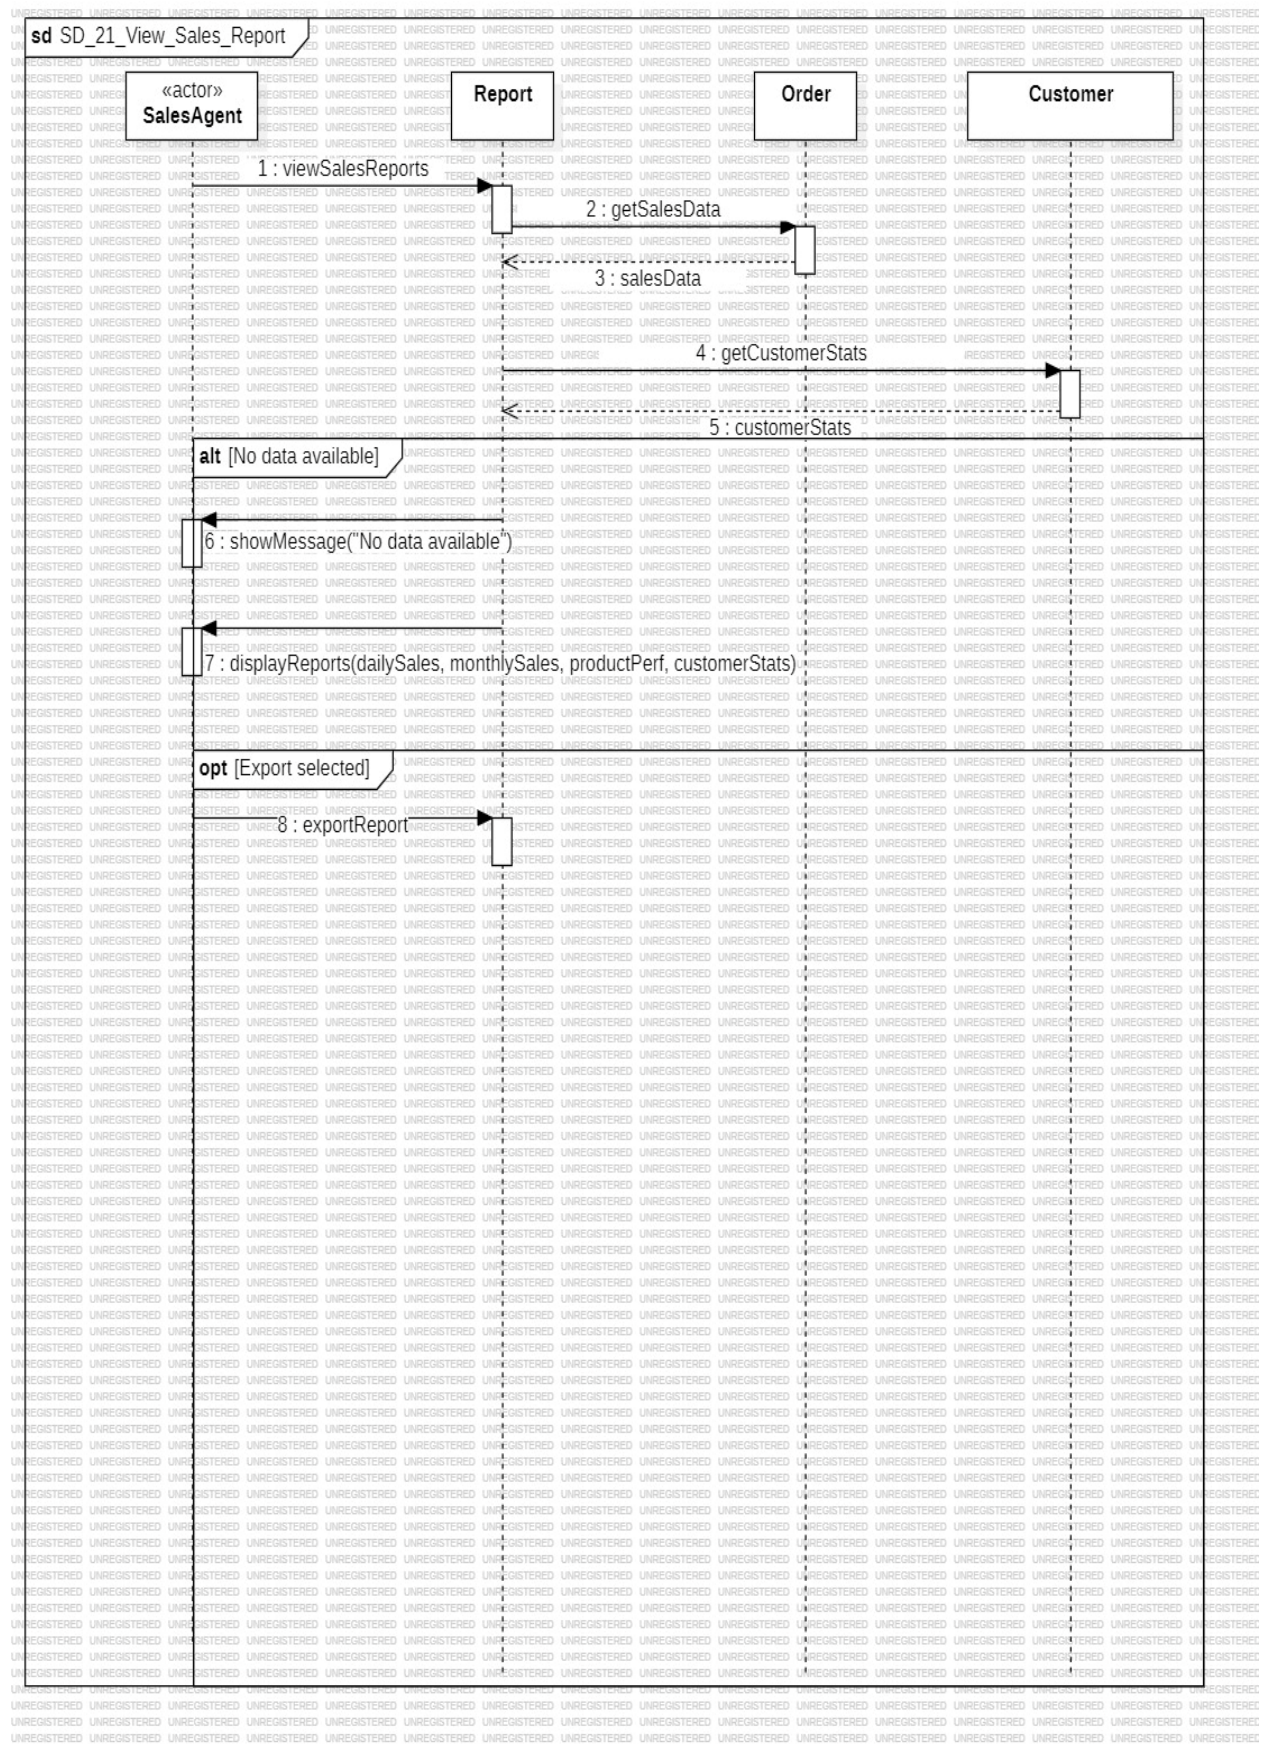 sd SD_21_View_Sales_Report
«actor»
SalesAgent
Report
Order
Customer
1 : viewSalesReports
2 : getSalesData
3 : salesData
4 : getCustomerStats
5 : customerStats
alt [No data available]
6 : showMessage("No data available")
7 : displayReports(dailySales, monthlySales, productPerf, customerStats)
opt [Export selected]
8 : exportReport
UNREGISTERED